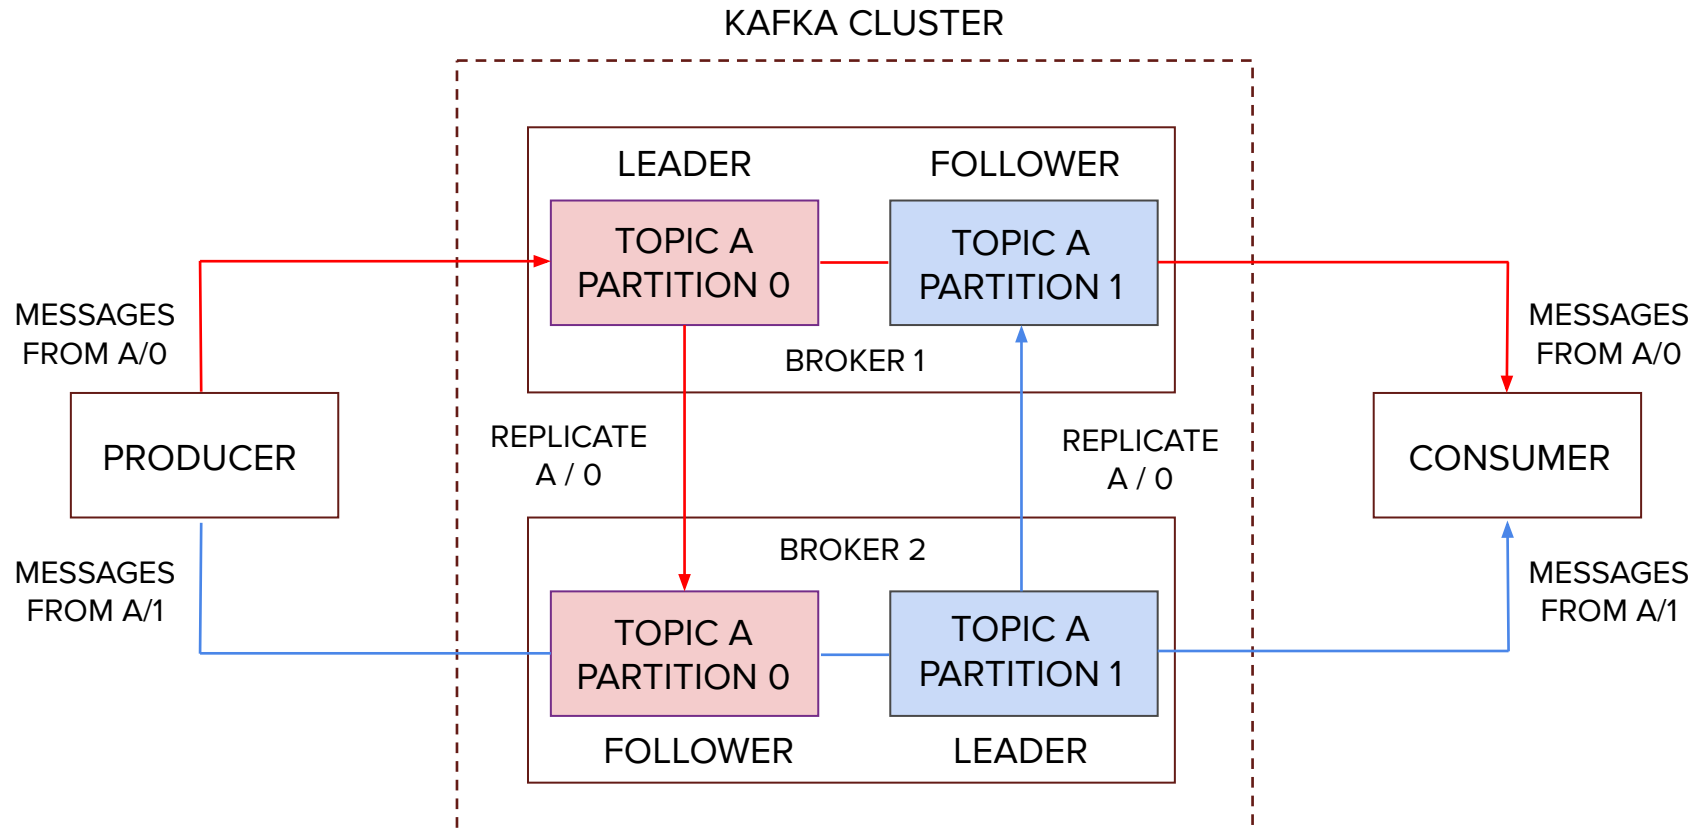 KAFKA CLUSTER
LEADER
FOLLOWER
TOPIC A
PARTITION 0
TOPIC A
PARTITION 1
BROKER 1
MESSAGES
FROM A/0
MESSAGES
FROM A/0
PRODUCER
REPLICATE
A / 0
REPLICATE
A / 0
CONSUMER
BROKER 2
MESSAGES
FROM A/1
MESSAGES
FROM A/1
TOPIC A
PARTITION 0
TOPIC A
PARTITION 1
FOLLOWER
LEADER